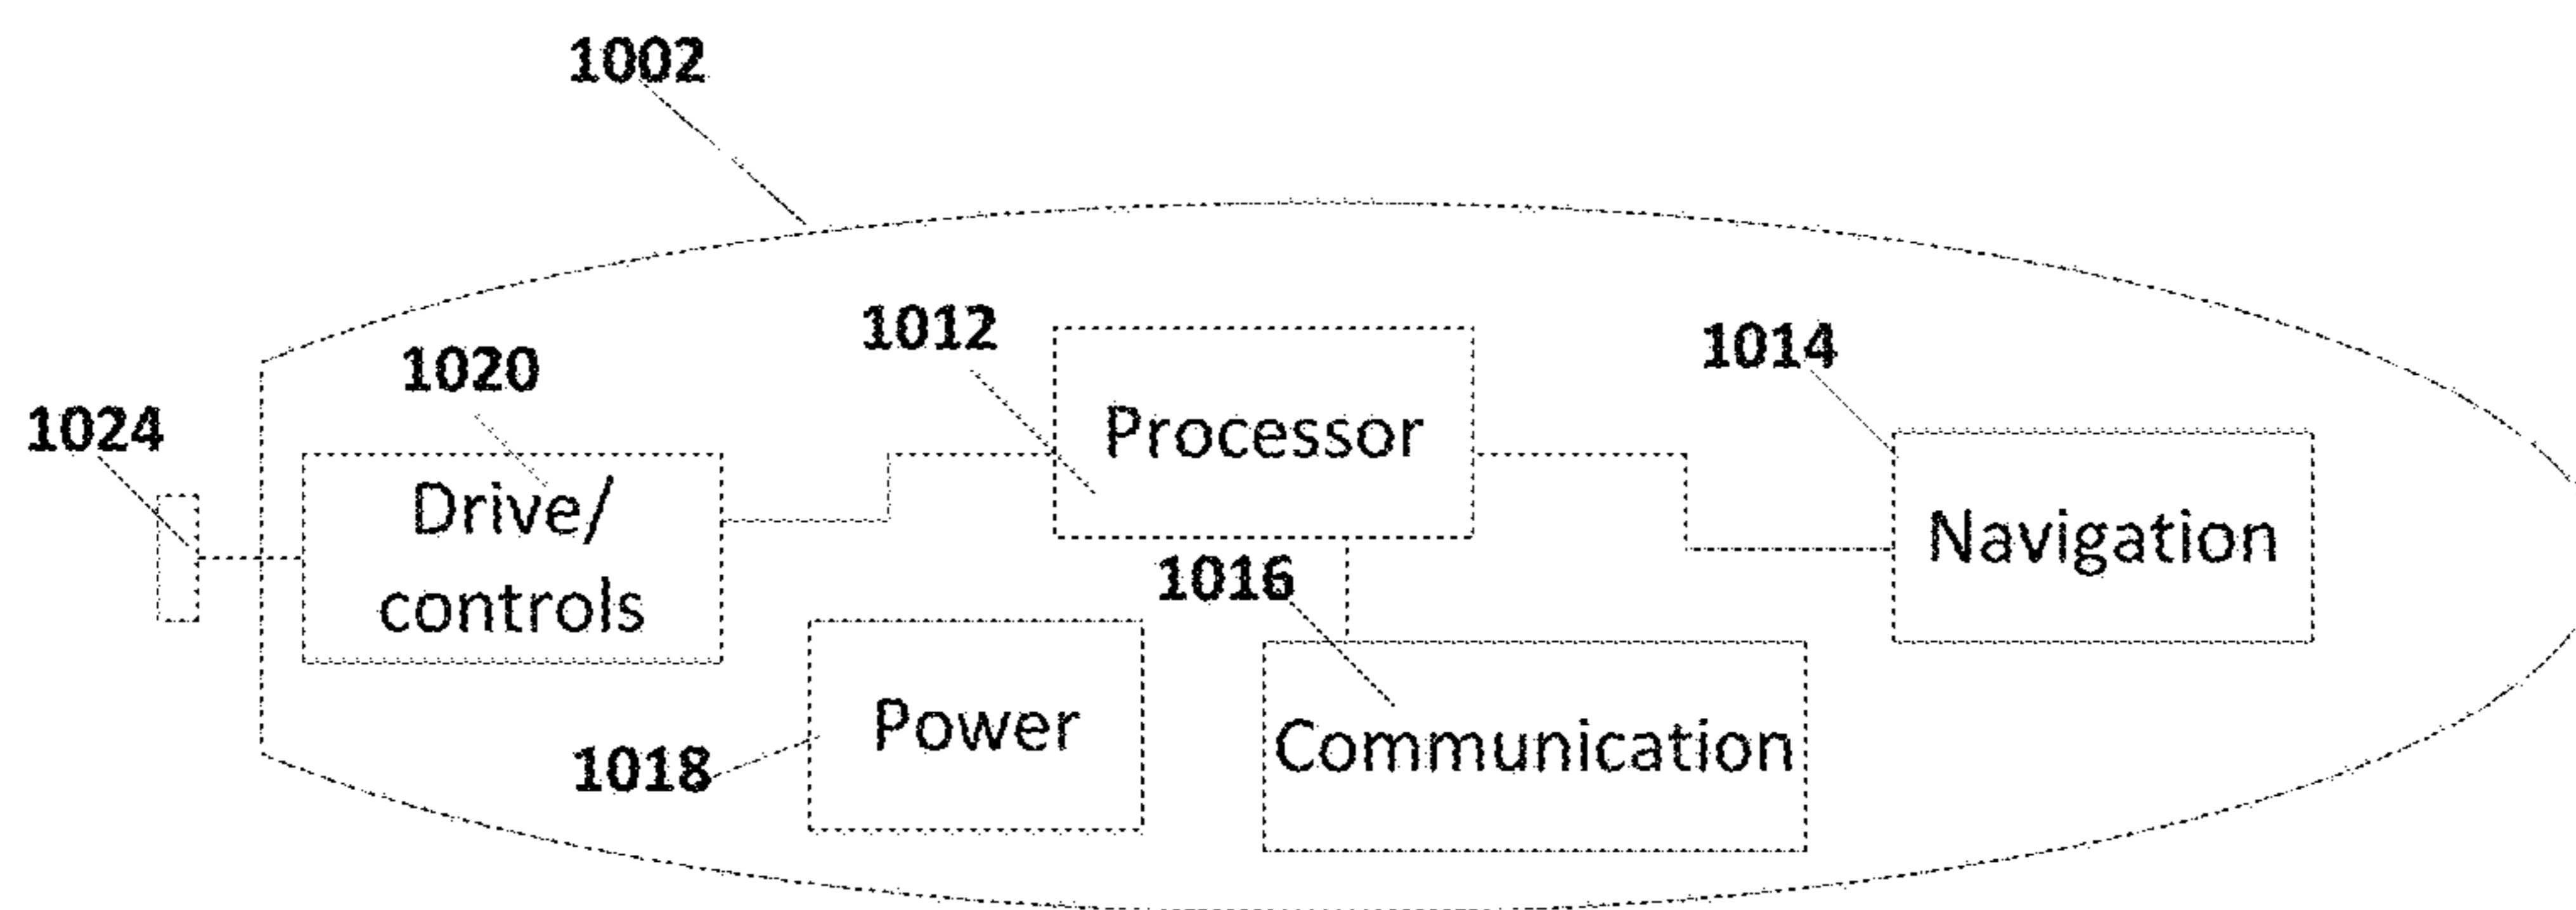 1002
1012
1014
1020
1024
Processor
Drive/
controls
Navigation
1016
Power
Communication
1018